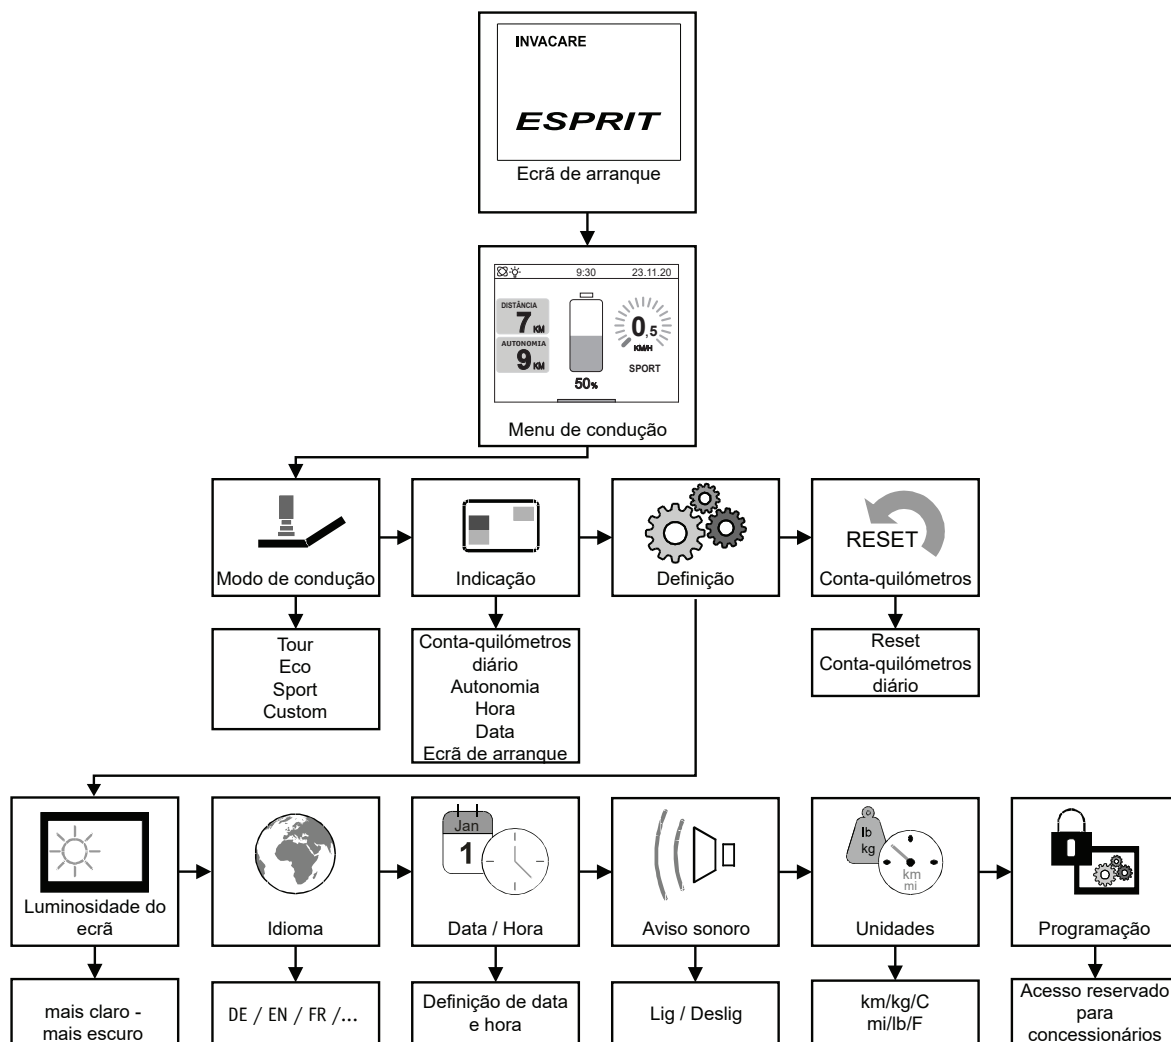 INVACARE
ESPRIT
Ecrã de arranque
9:30 23.11.20
DISTÂNCIA
7 KM
AUTONOMIA
9 KM
50%
0,5
KM/H
SPORT
Menu de condução
Modo de condução
Indicação
Definição
RESET
Conta-quilómetros
Tour
Eco
Sport
Custom
Conta-quilómetros
diário
Autonomia
Hora
Data
Ecrã de arranque
Reset
Conta-quilómetros
diário
Luminosidade do
ecrã
Idioma
Jan
1
Data / Hora
Aviso sonoro
lb
kg
km
mi
Unidades
Programação
mais claro -
mais escuro
DE / EN / FR /...
Definição de data
e hora
Lig / Deslig
km/kg/C
mi/lb/F
Acesso reservado
para
concessionários